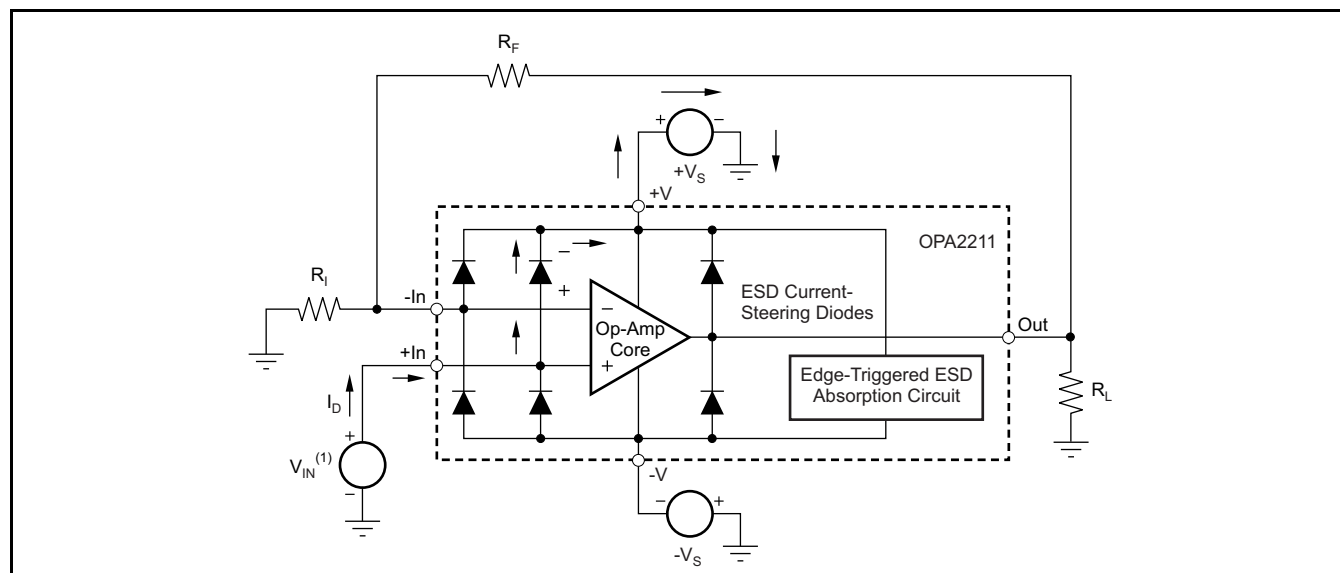 R_F
+ −
+V_S
+V
OPA2211
R_I
−
-In
+
ESD Current-
Steering Diodes
−
Op-Amp
Core
Out
+In
+
Edge-Triggered ESD
Absorption Circuit
R_L
I_D
+
V_IN^(1)
−
-V
− +
-V_S